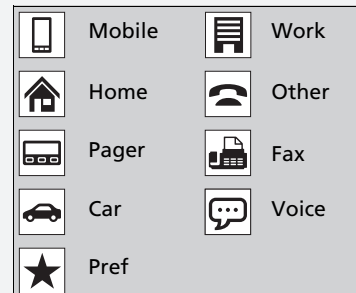 Mobile Work
Home Other
Pager Fax
Car Voice
Pref